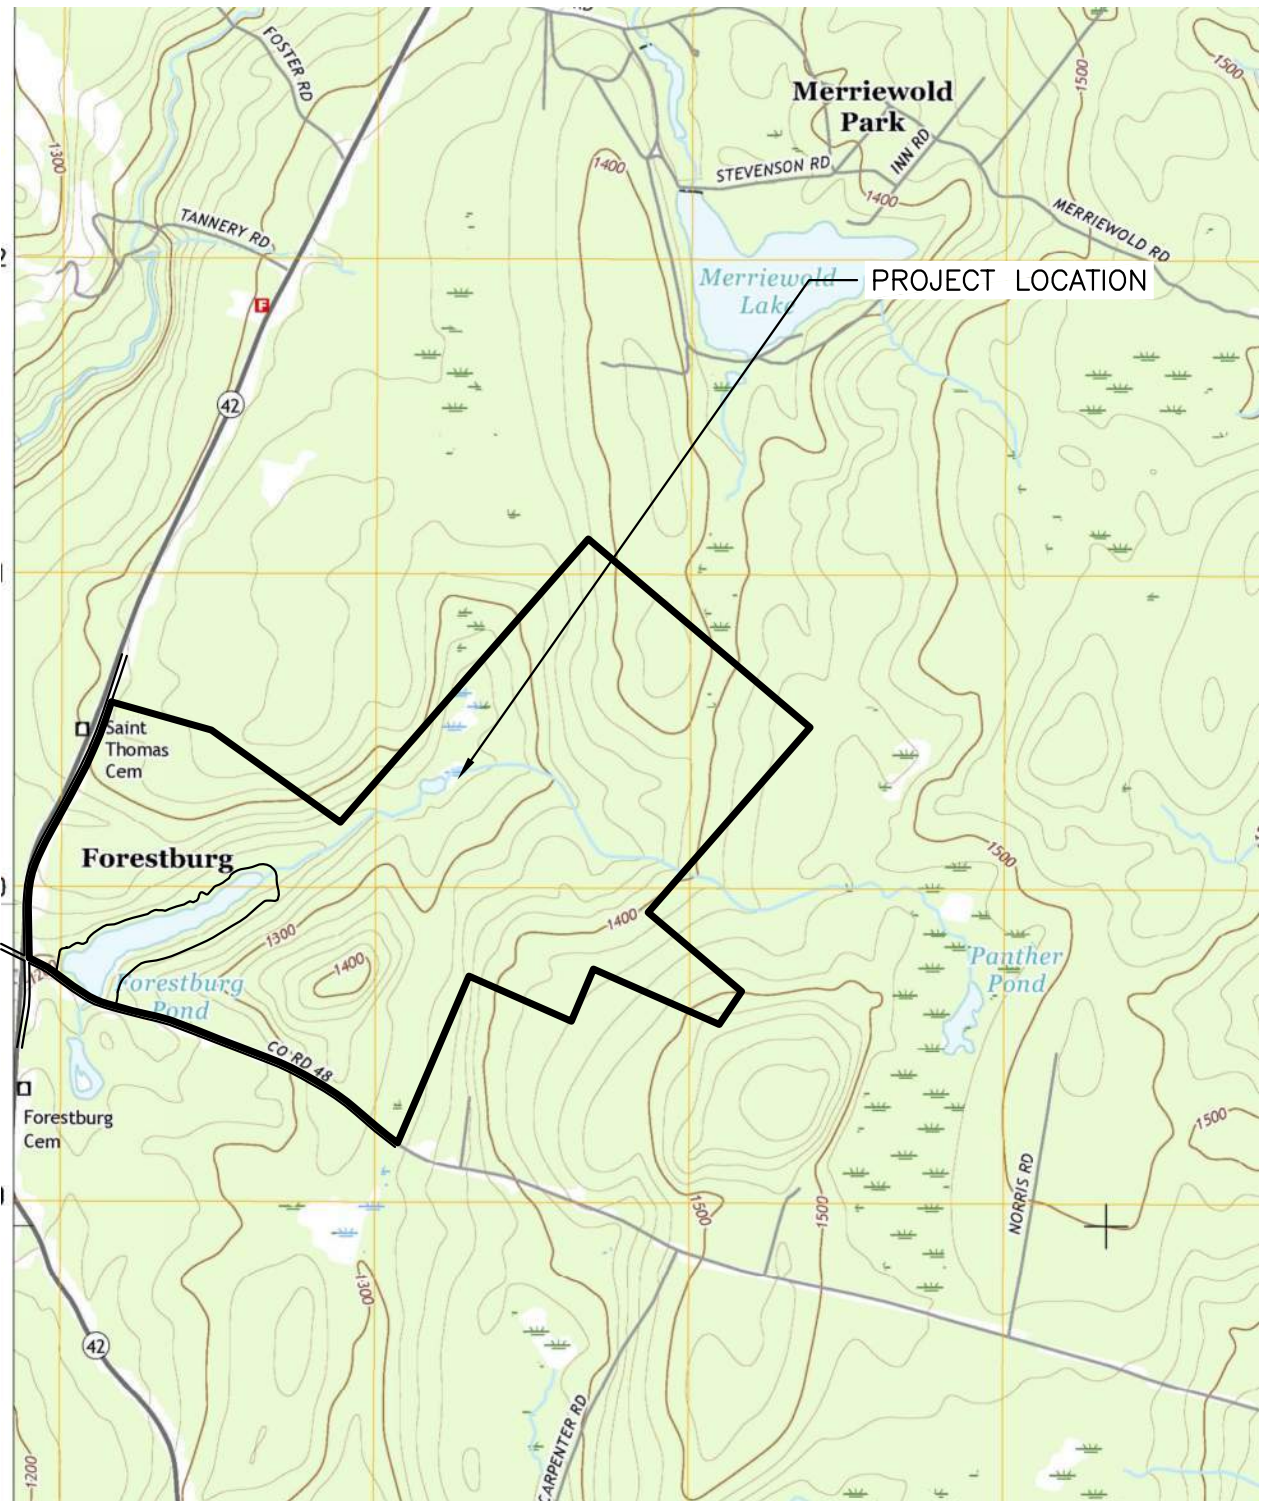 FOSTER RD
1300
TANNERY RD
F
42
1400
Merriewold
Park
STEVENSON RD
INN RD
1400
1500
1500
MERRIEWOLD RD
Merriewold
Lake
PROJECT LOCATION
Saint
Thomas
Cem
Forestburg
1300
1400
Forestburg
Pond
CO RD 48
Forestburg
Cem
1400
1500
Panther
Pond
1500
NORRIS RD
1500
1500
1300
42
CARPENTER RD
1200